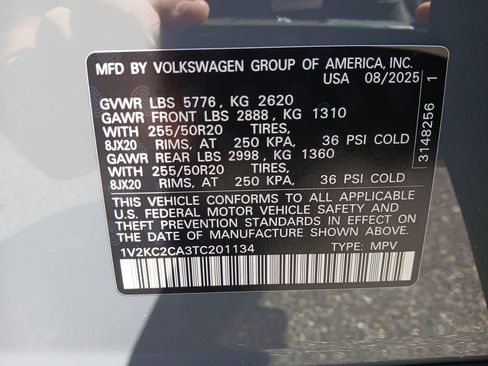 MFD BY VOLKSWAGEN GROUP OF AMERICA, INC.
USA 08/2025
GVWR LBS 5776, KG 2620
GAWR FRONT LBS 2888, KG 1310
WITH 255/50R20 TIRES,
8JX20 RIMS, AT 250 KPA, 36 PSI COLD
GAWR REAR LBS 2998, KG 1360
WITH 255/50R20 TIRES,
8JX20 RIMS, AT 250 KPA, 36 PSI COLD
THIS VEHICLE CONFORMS TO ALL APPLICABLE
U.S. FEDERAL MOTOR VEHICLE SAFETY AND
THEFT PREVENTION STANDARDS IN EFFECT ON
THE DATE OF MANUFACTURE SHOWN ABOVE.
1V2KC2CA3TC201134 TYPE: MPV
3148256 1